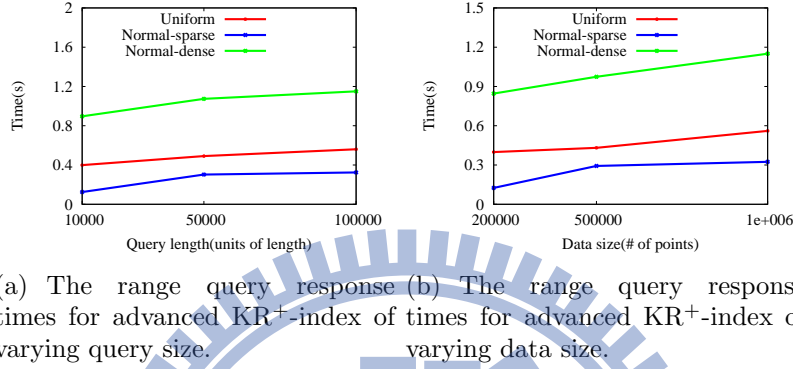 2
1.6
1.2
0.8
0.4
0
Time(s)
Uniform
Normal-sparse
Normal-dense
10000 50000 100000
Query length(units of length)
1.5
1.2
0.9
0.6
0.3
0
Time(s)
Uniform
Normal-sparse
Normal-dense
200000 500000 1e+006
Data size(# of points)
(a) The range query response
times for advanced KR+-index of
varying query size.
(b) The range query respons
times for advanced KR+-index o
varying data size.